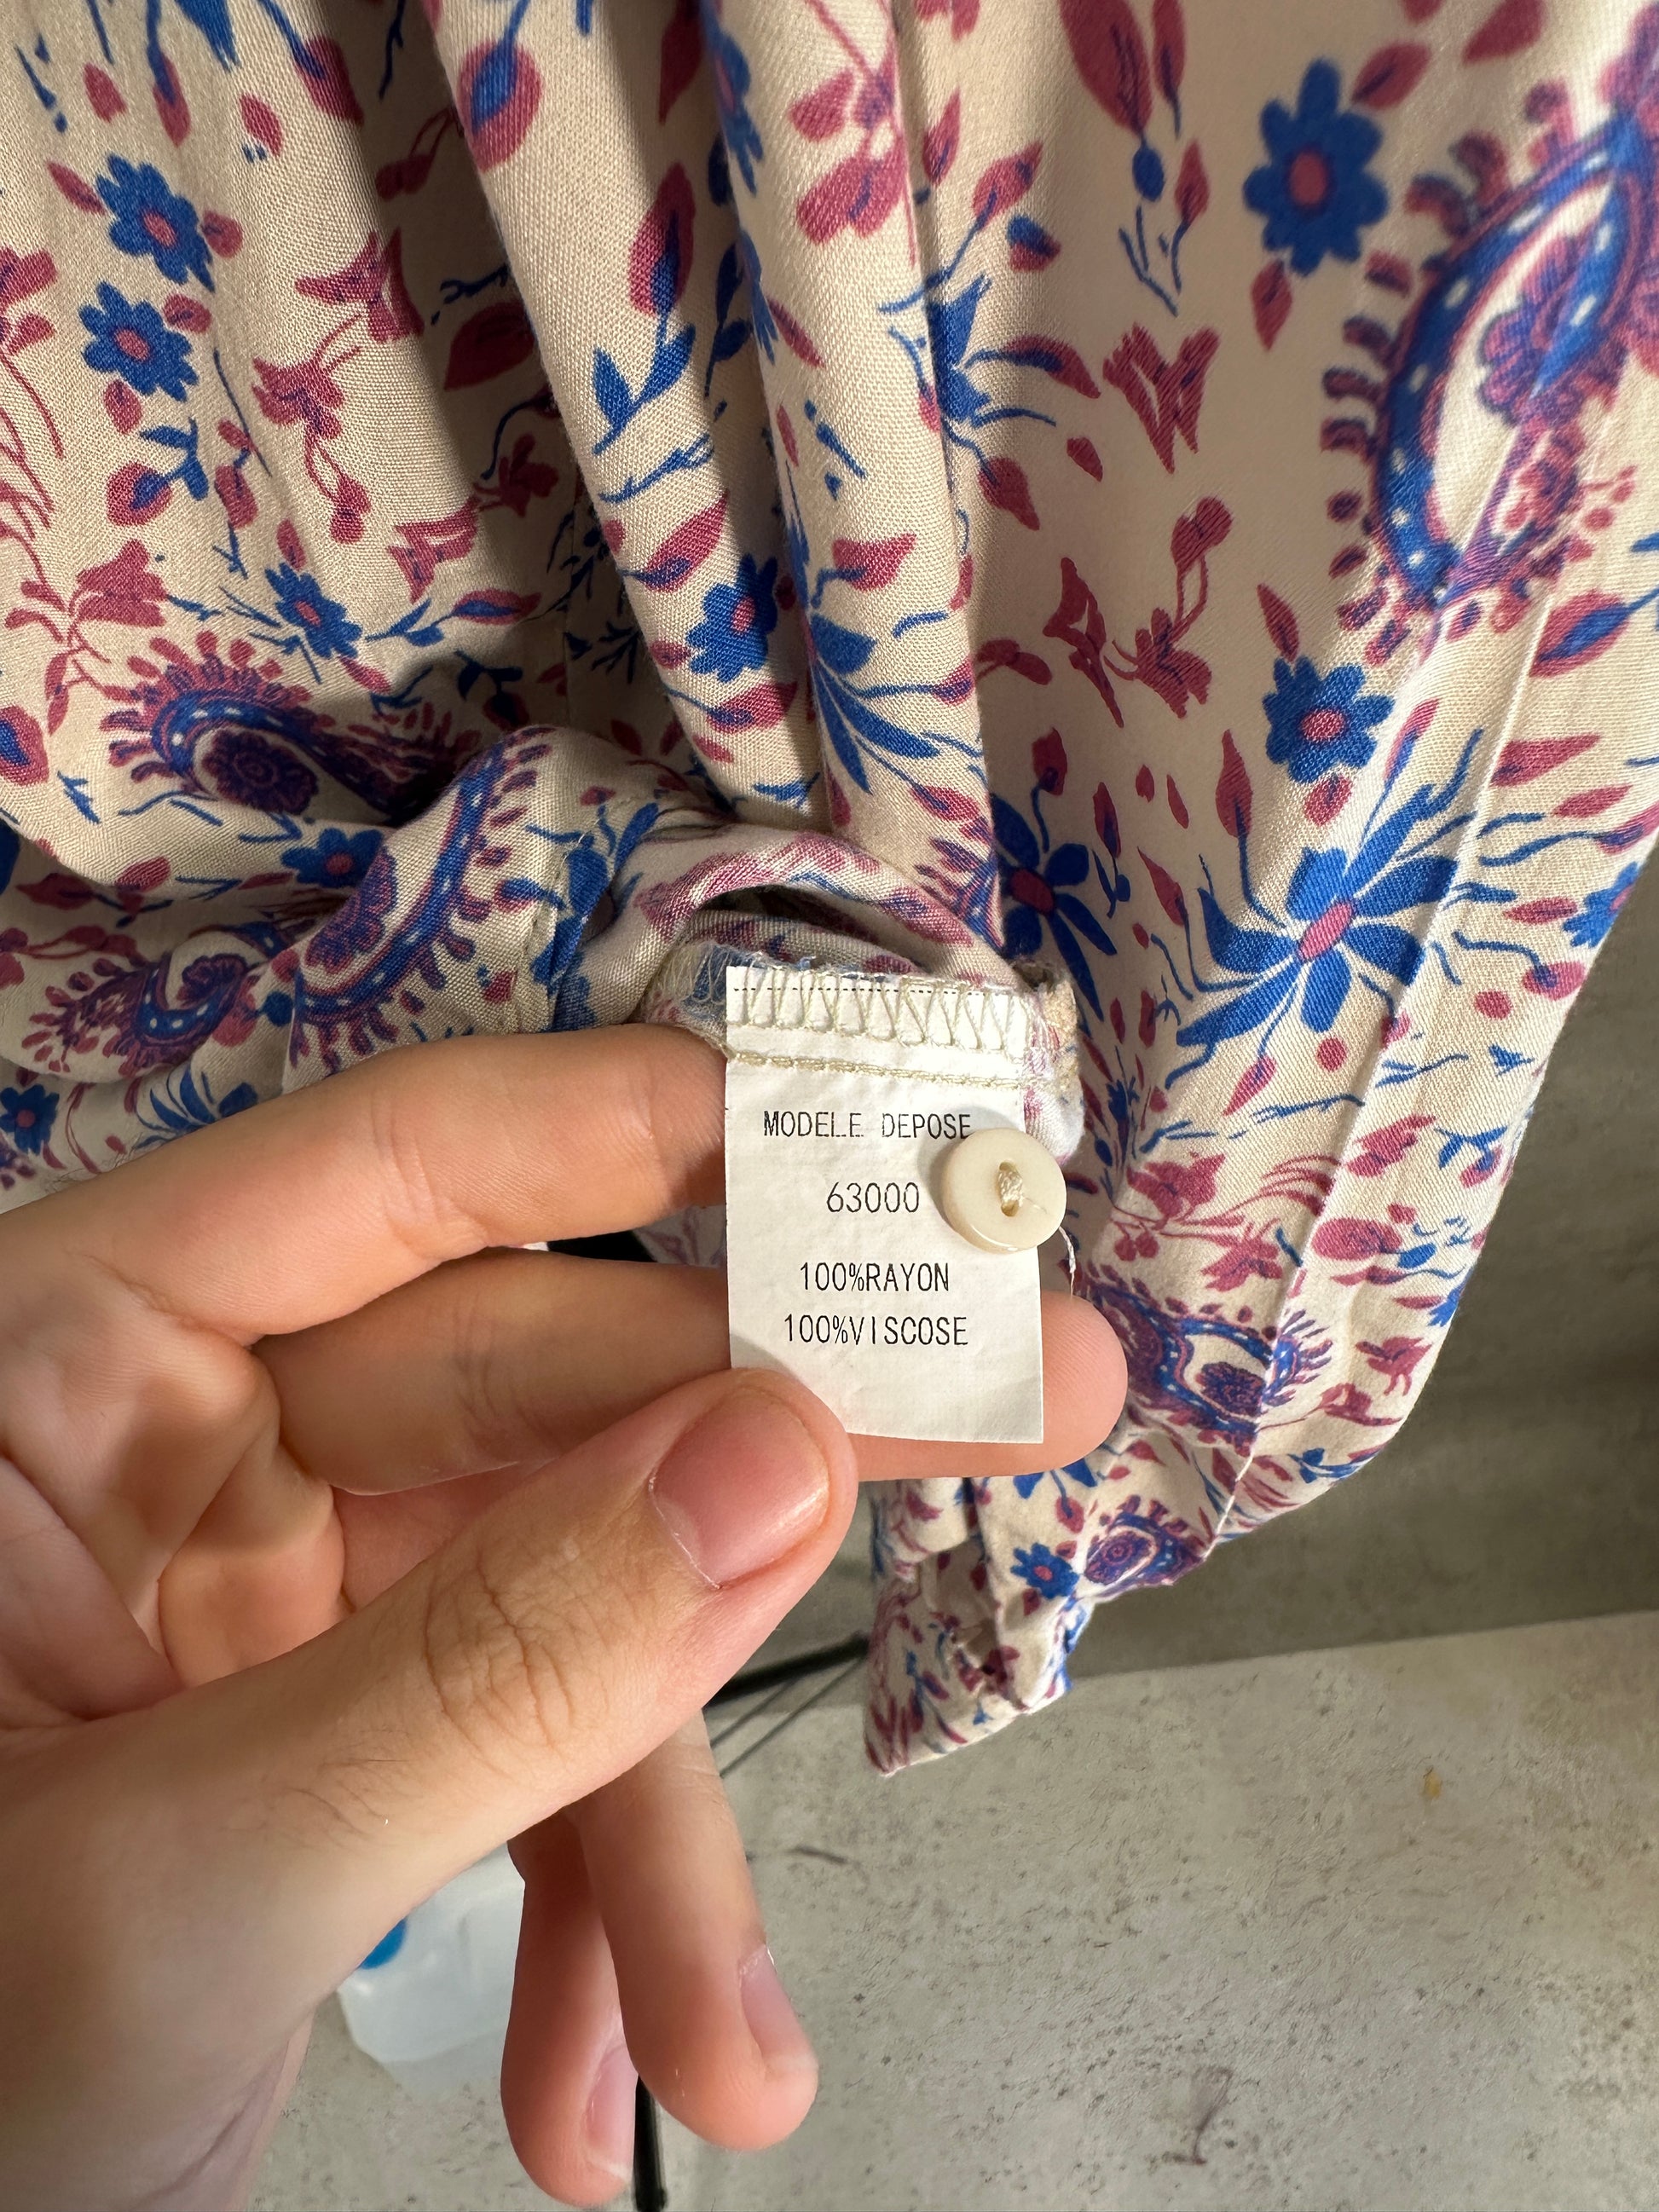 MODELE DEPOSE
63000
100%RAYON
100%VISCOSE